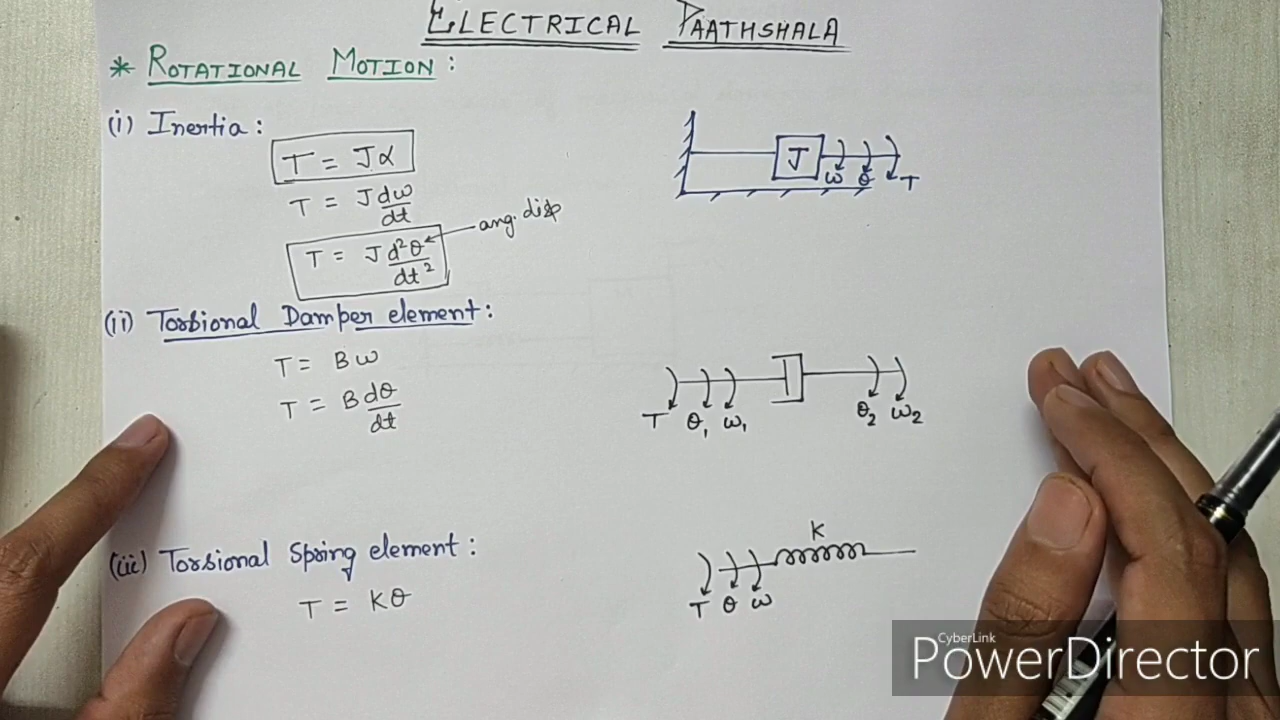 ELECTRICAL PAATHSHALA
* ROTATIONAL MOTION :
(i) Inertia :
T = Jα
T = J dω/dt
T = J d²θ/dt²
ang. disp
J
ω θ T
(ii) Torsional Damper element :
T = Bω
T = B dθ/dt
T θ₁ ω₁
θ₂ ω₂
(iii) Torsional Spring element :
T = Kθ
K
T θ ω
CyberLink
PowerDirector